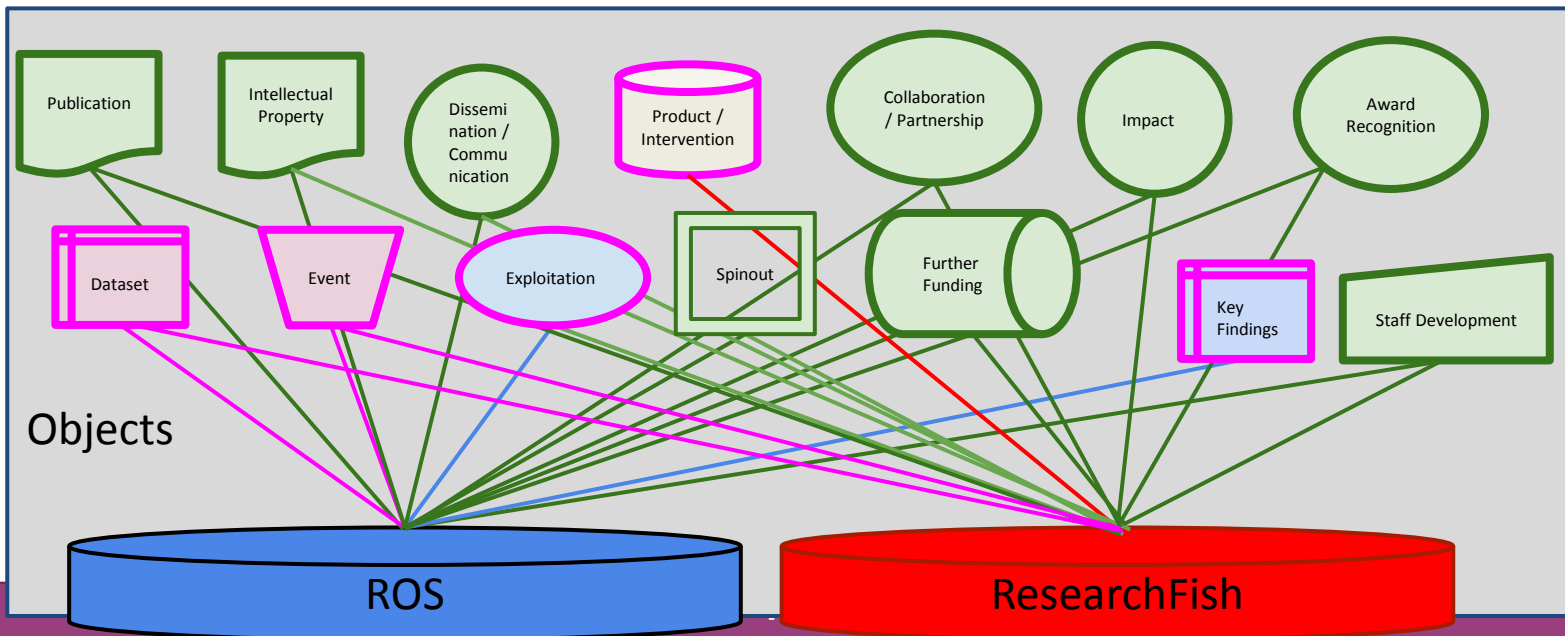 Publication
Intellectual
Property
Dissemi
nation /
Commu
nication
Product /
Intervention
Collaboration
/ Partnership
Impact
Award
Recognition
Dataset
Event
Exploitation
Spinout
Further
Funding
Key
Findings
Staff Development
Objects
ROS
ResearchFish